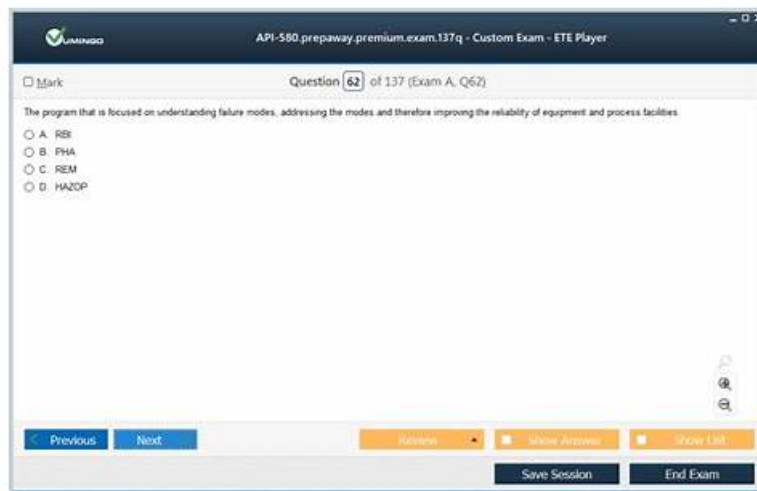 VUMINGO
API-580.prepaway.premium.exam.137q - Custom Exam - ETE Player
Mark
Question 62 of 137 (Exam A, Q62)
The program that is focused on understanding failure modes, addressing the modes and therefore improving the reliability of equipment and process facilities.
A. RBI
B. PHA
C. REM
D. HAZOP
Previous
Next
Review
Show Answer
Show List
Save Session
End Exam